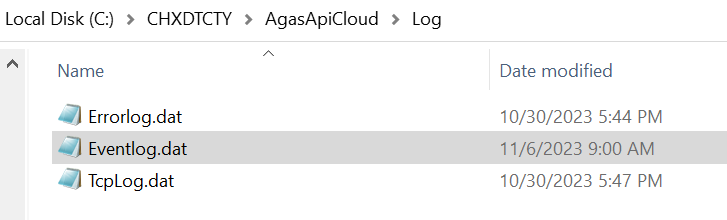 Local Disk (C:) > CHXDTCTY > AgasApiCloud > Log
Name Date modified
Errorlog.dat 10/30/2023 5:44 PM
Eventlog.dat 11/6/2023 9:00 AM
TcpLog.dat 10/30/2023 5:47 PM